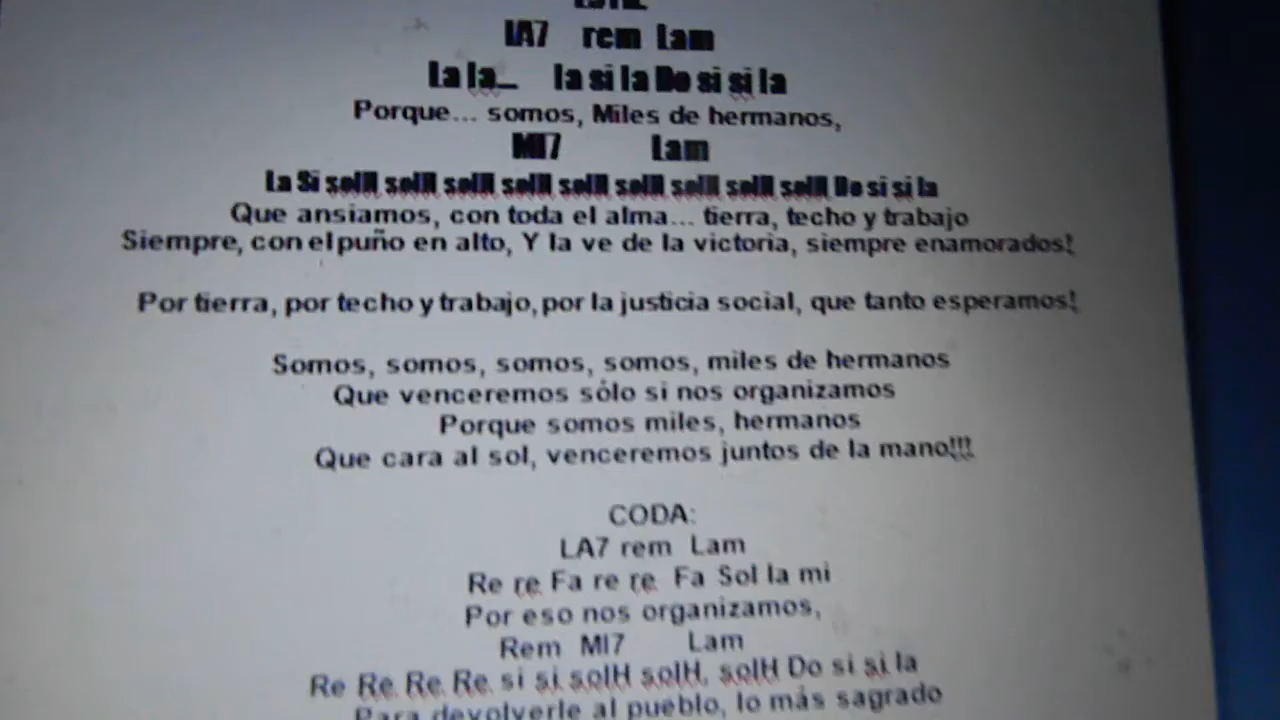 LA7 rem Lam
La la... la si la Do si si la
Porque... somos, Miles de hermanos,
MI7 Lam
La Si solH solH solH solH solH solH solH solH solH Do si si la
Que ansiamos, con toda el alma... tierra, techo y trabajo
Siempre, con el puño en alto, Y la ve de la victoria, siempre enamorados!
Por tierra, por techo y trabajo, por la justicia social, que tanto esperamos!
Somos, somos, somos, somos, miles de hermanos
Que venceremos sólo si nos organizamos
Porque somos miles, hermanos
Que cara al sol, venceremos juntos de la mano!!!
CODA:
LA7 rem Lam
Re re Fa re re Fa Sol la mi
Por eso nos organizamos,
Rem MI7 Lam
Re Re Re Re si si solH solH, solH Do si si la
Para devolverle al pueblo, lo más sagrado